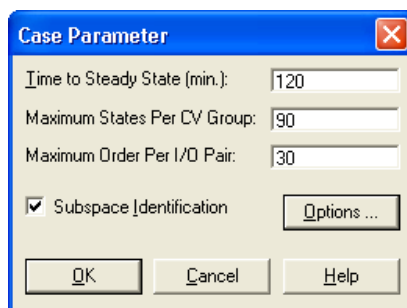 Case Parameter
Time to Steady State (min.): 120
Maximum States Per CV Group: 90
Maximum Order Per I/O Pair: 30
Subspace Identification Options ...
OK Cancel Help